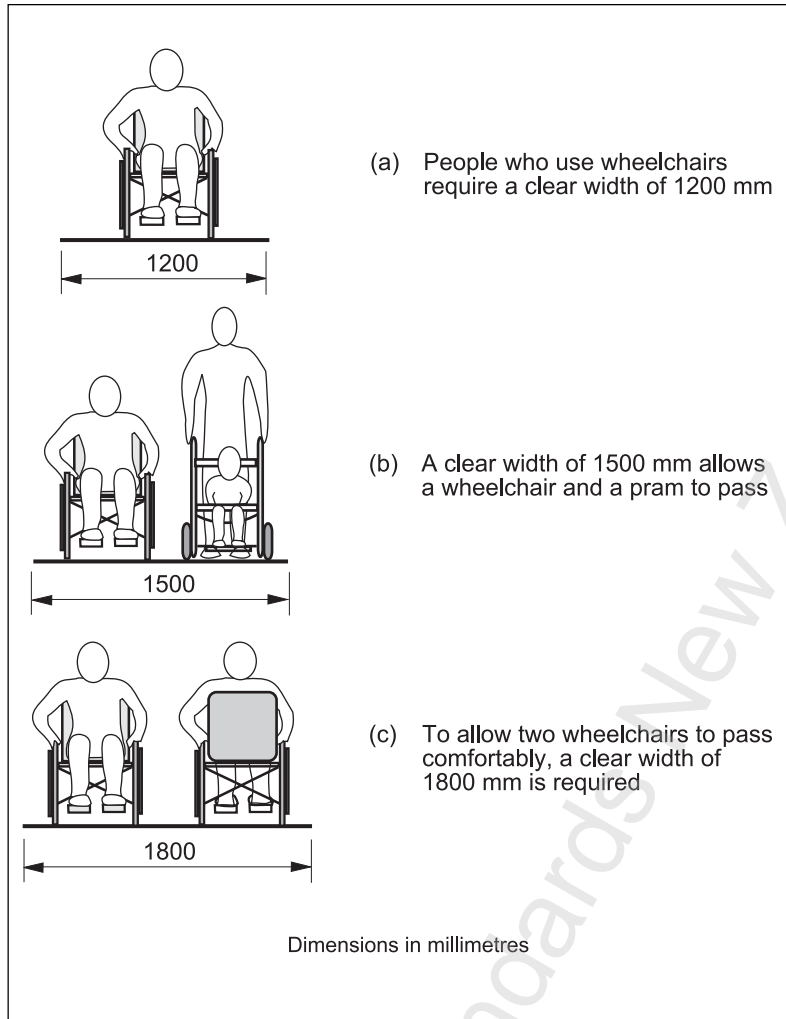 (a) People who use wheelchairs
require a clear width of 1200 mm
1200
(b) A clear width of 1500 mm allows
a wheelchair and a pram to pass
1500
(c) To allow two wheelchairs to pass
comfortably, a clear width of
1800 mm is required
1800
Dimensions in millimetres
New